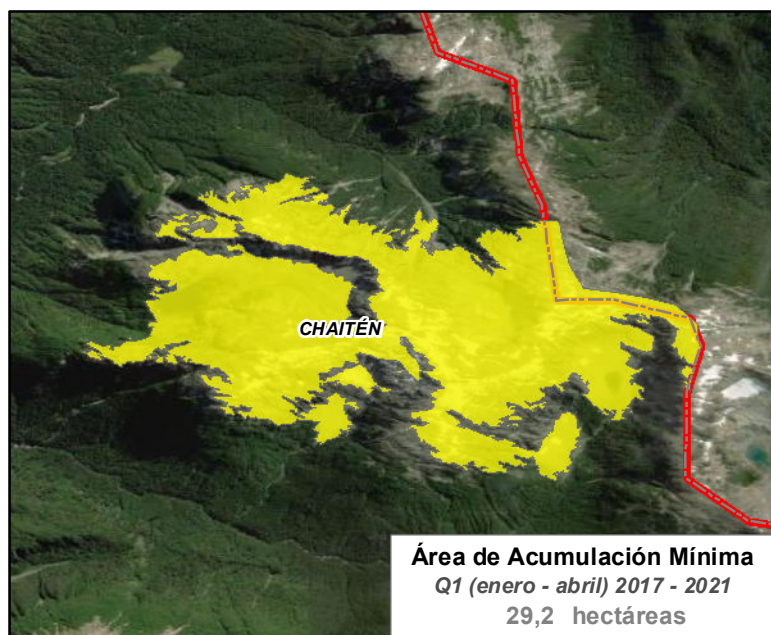 CHAITÉN
Área de Acumulación Mínima
Q1 (enero - abril) 2017 - 2021
29,2 hectáreas